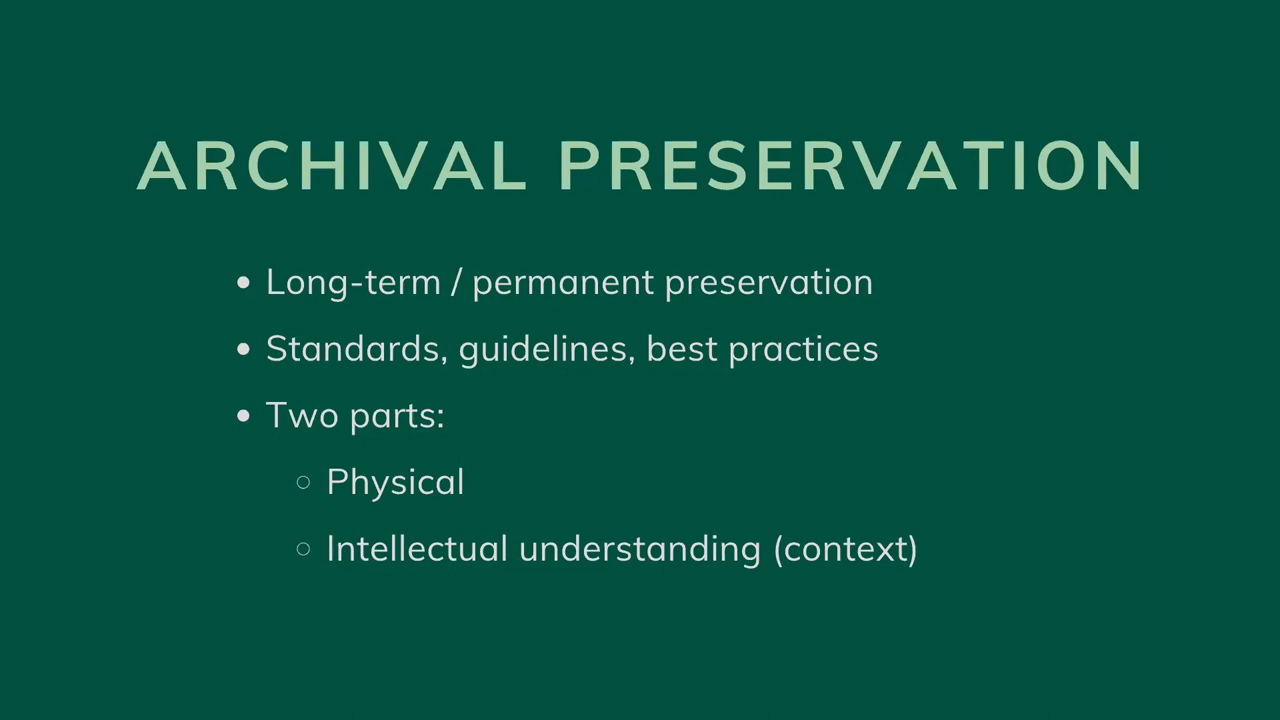 ARCHIVAL PRESERVATION
• Long-term / permanent preservation
• Standards, guidelines, best practices
• Two parts:
○ Physical
○ Intellectual understanding (context)